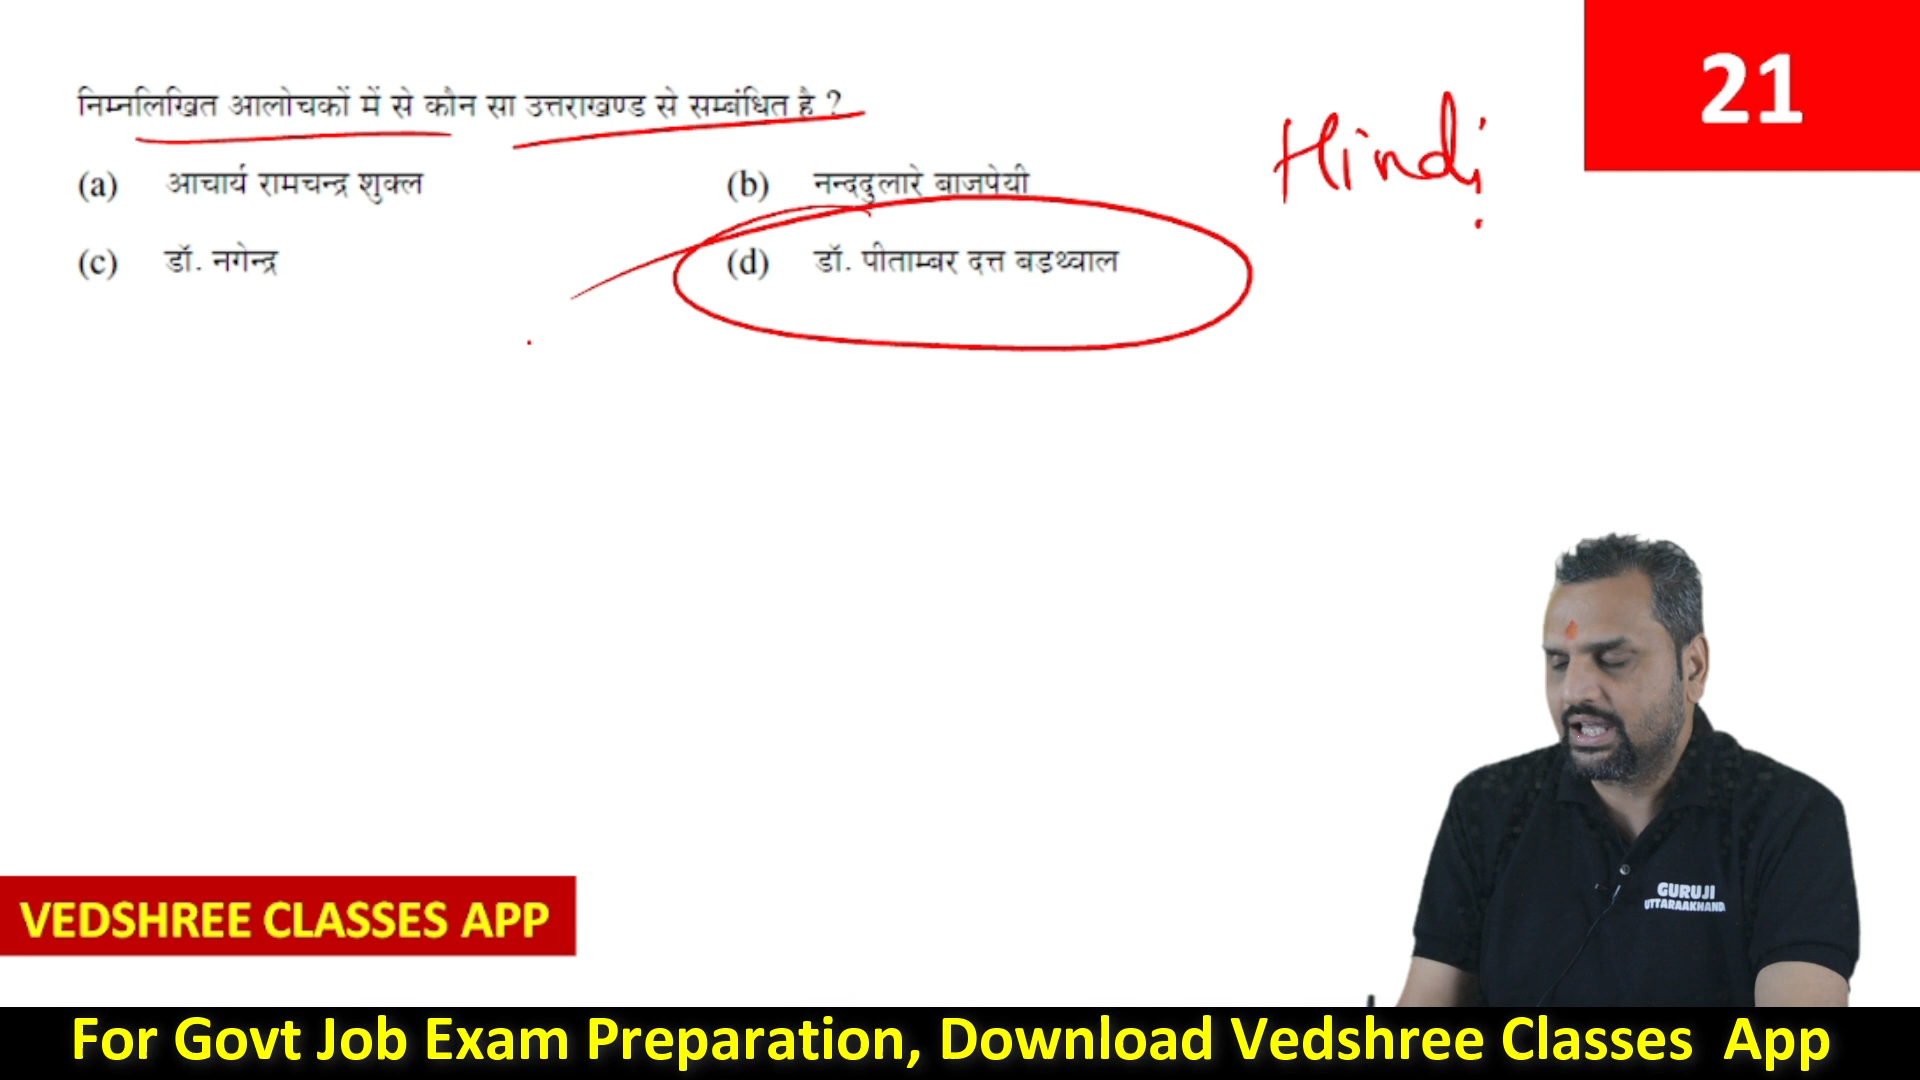 21
निम्नलिखित आलोचकों में से कौन सा उत्तराखण्ड से सम्बंधित है ?
Hindi
(a) आचार्य रामचन्द्र शुक्ल (b) नन्ददुलारे बाजपेयी
(c) डॉ. नगेन्द्र (d) डॉ. पीताम्बर दत्त बड़थ्वाल
GURUJI
UTTARAAKHAND
VEDSHREE CLASSES APP
For Govt Job Exam Preparation, Download Vedshree Classes App